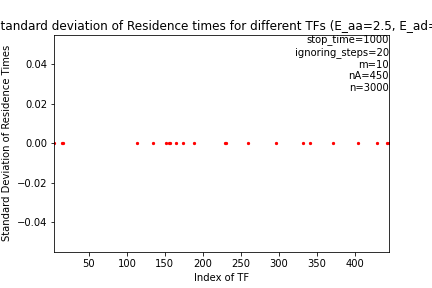 tandard deviation of Residence times for different TFs (E_aa=2.5, E_ad=
stop_time=1000
ignoring_steps=20
m=10
nA=450
n=3000
Standard Deviation of Residence Times
0.04
0.02
0.00
−0.02
−0.04
50 100 150 200 250 300 350 400
Index of TF